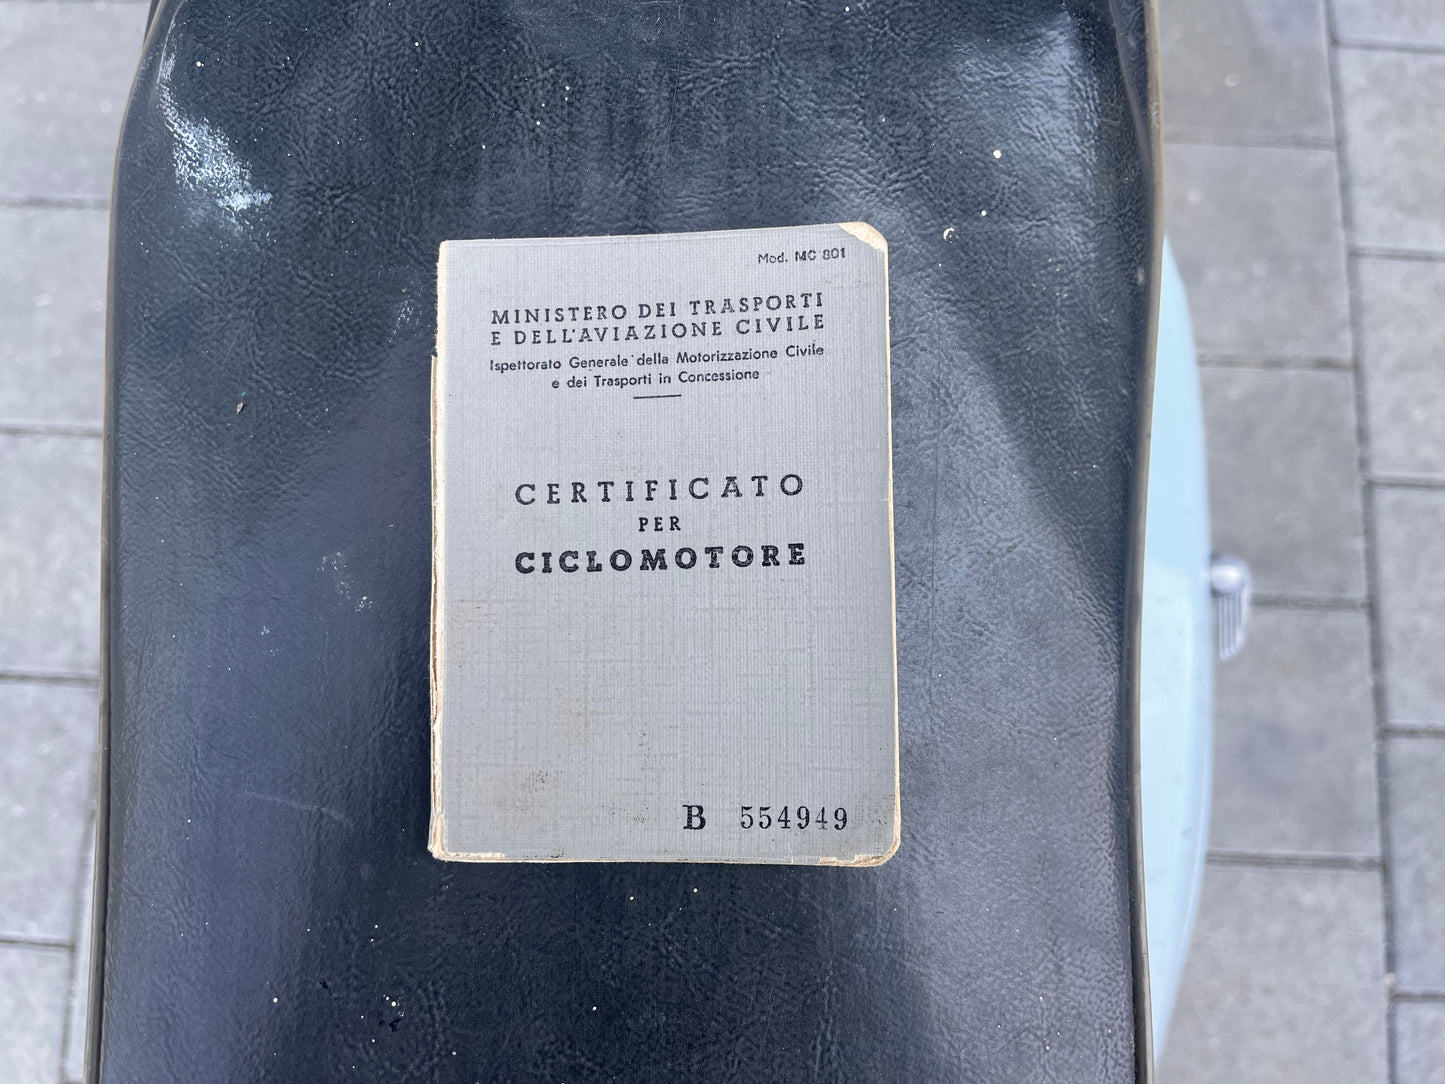 Mod. MC 801
MINISTERO DEI TRASPORTI
E DELL'AVIAZIONE CIVILE
Ispettorato Generale della Motorizzazione Civile
e dei Trasporti in Concessione
CERTIFICATO
PER
CICLOMOTORE
B 554949